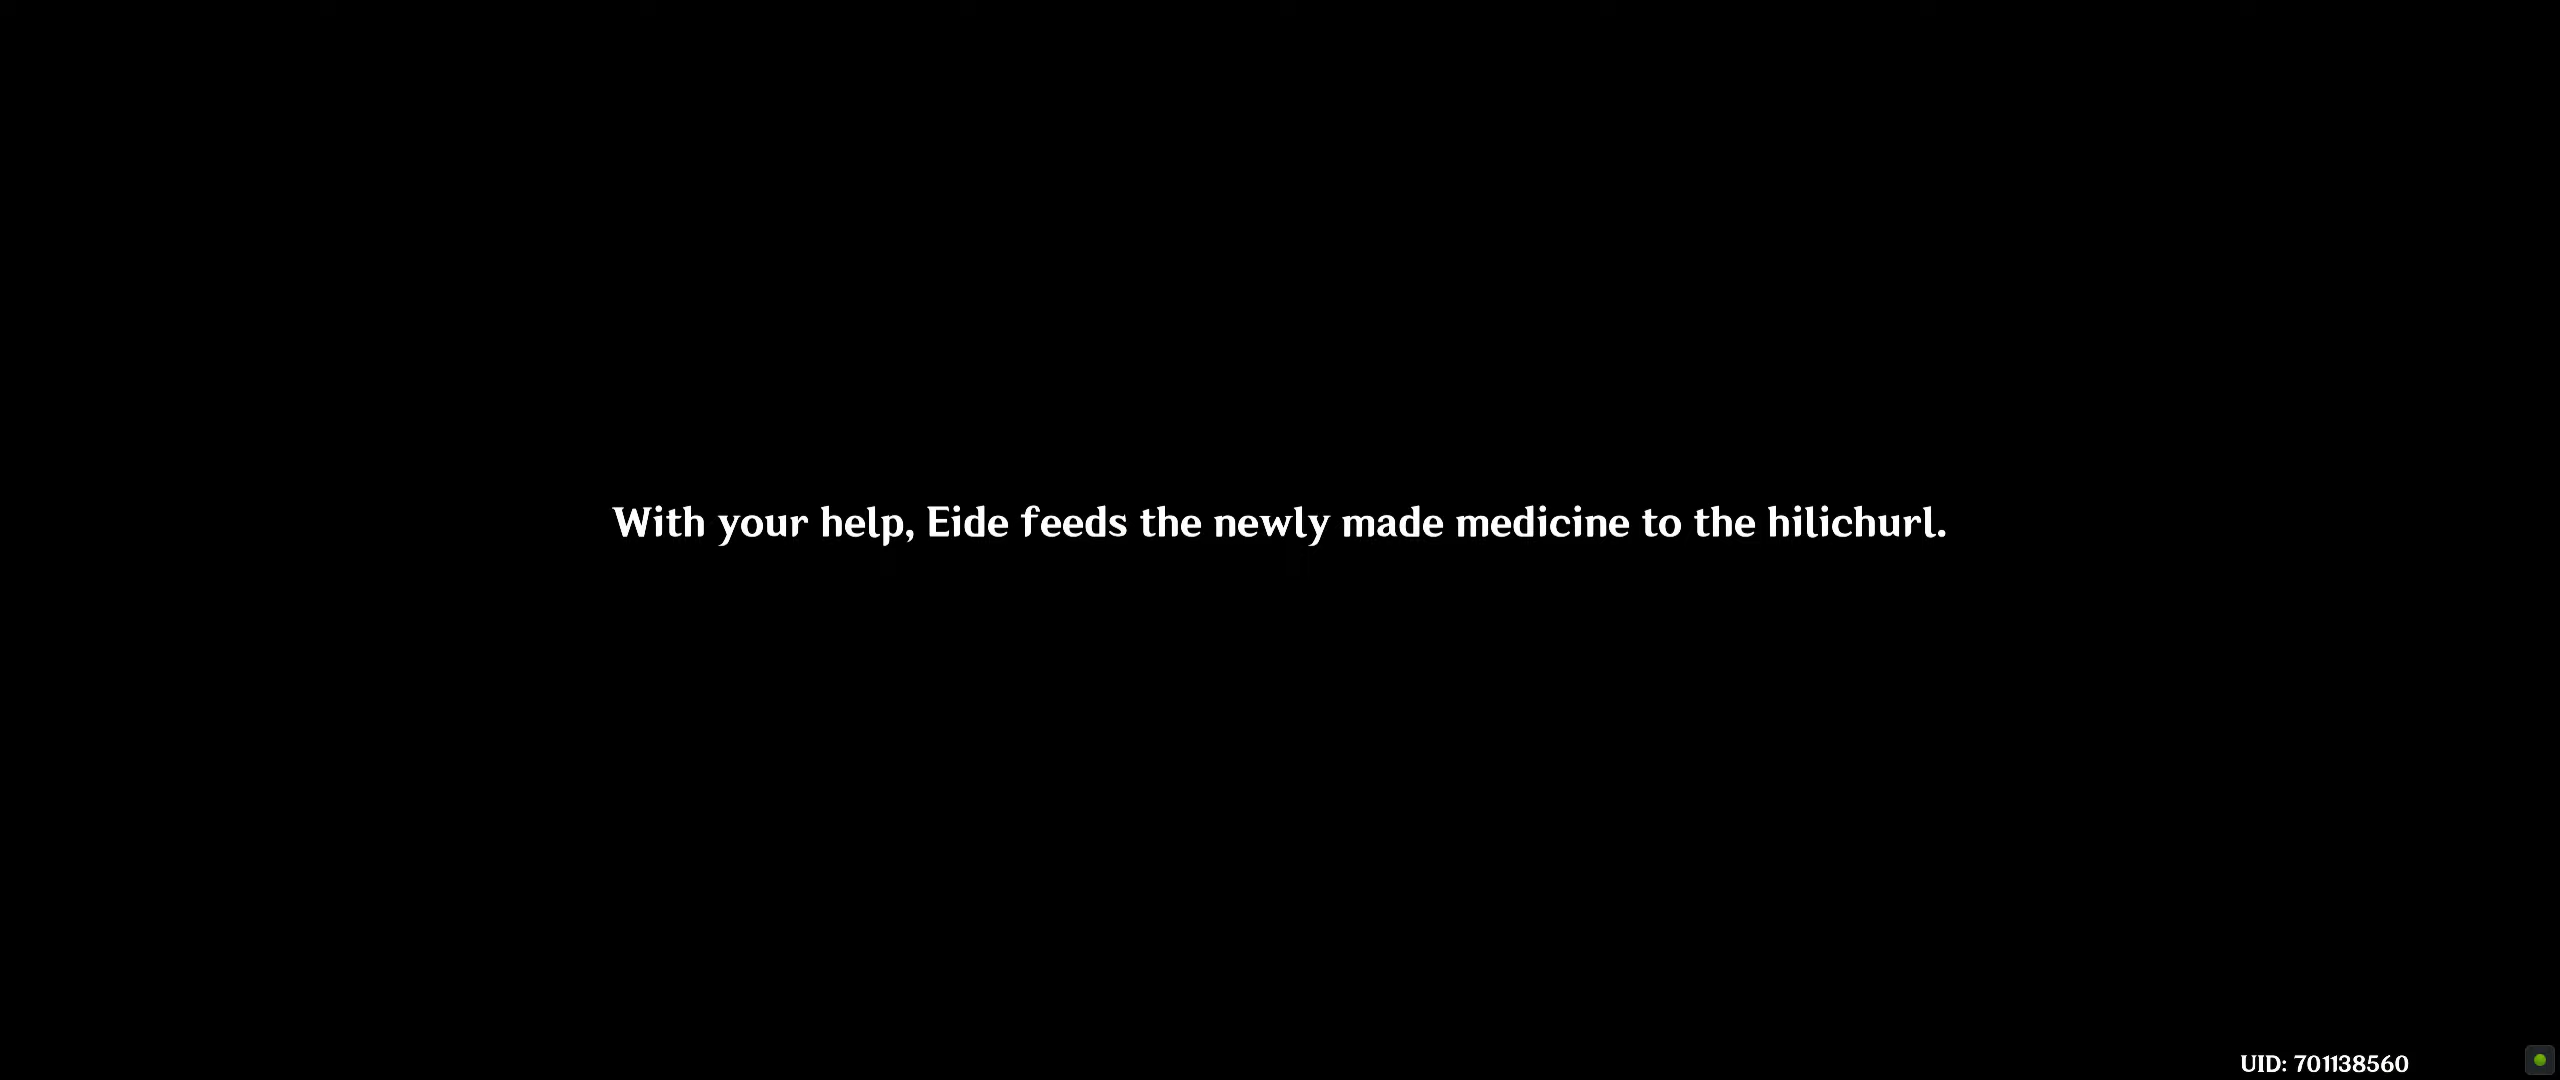 With your help, Eide feeds the newly made medicine to the hilichurl.
UID: 701138560